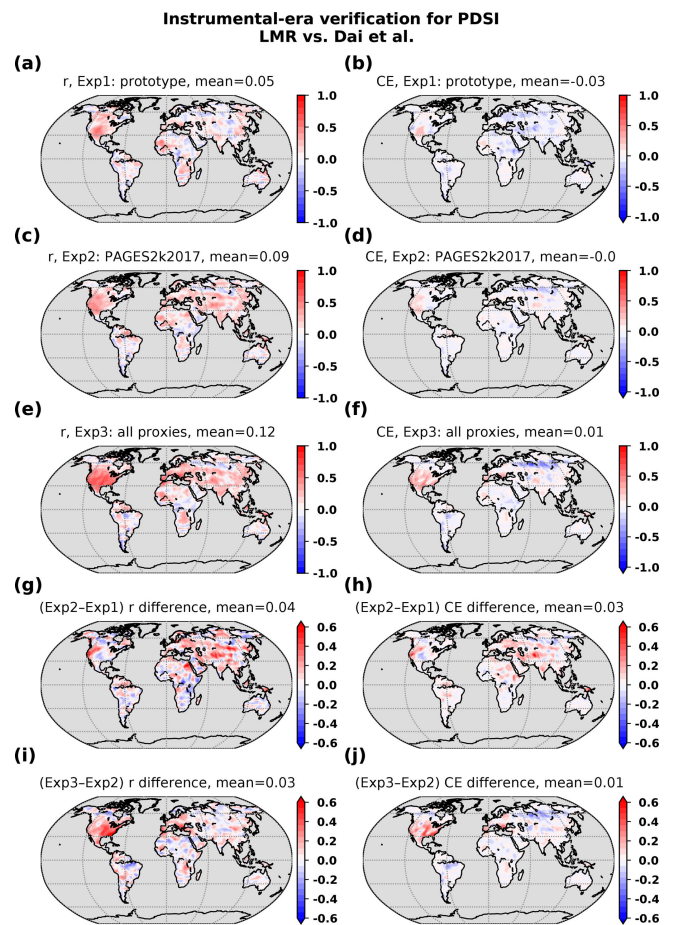 Instrumental-era verification for PDSI
LMR vs. Dai et al.
(a)
r, Exp1: prototype, mean=0.05
1.0
0.5
0.0
-0.5
-1.0
(b)
CE, Exp1: prototype, mean=-0.03
1.0
0.5
0.0
-0.5
-1.0
(c)
r, Exp2: PAGES2k2017, mean=0.09
1.0
0.5
0.0
-0.5
-1.0
(d)
CE, Exp2: PAGES2k2017, mean=-0.0
1.0
0.5
0.0
-0.5
-1.0
(e)
r, Exp3: all proxies, mean=0.12
1.0
0.5
0.0
-0.5
-1.0
(f)
CE, Exp3: all proxies, mean=0.01
1.0
0.5
0.0
-0.5
-1.0
(g)
(Exp2–Exp1) r difference, mean=0.04
0.6
0.4
0.2
0.0
-0.2
-0.4
-0.6
(h)
(Exp2–Exp1) CE difference, mean=0.03
0.6
0.4
0.2
0.0
-0.2
-0.4
-0.6
(i)
(Exp3–Exp2) r difference, mean=0.03
0.6
0.4
0.2
0.0
-0.2
-0.4
-0.6
(j)
(Exp3–Exp2) CE difference, mean=0.01
0.6
0.4
0.2
0.0
-0.2
-0.4
-0.6